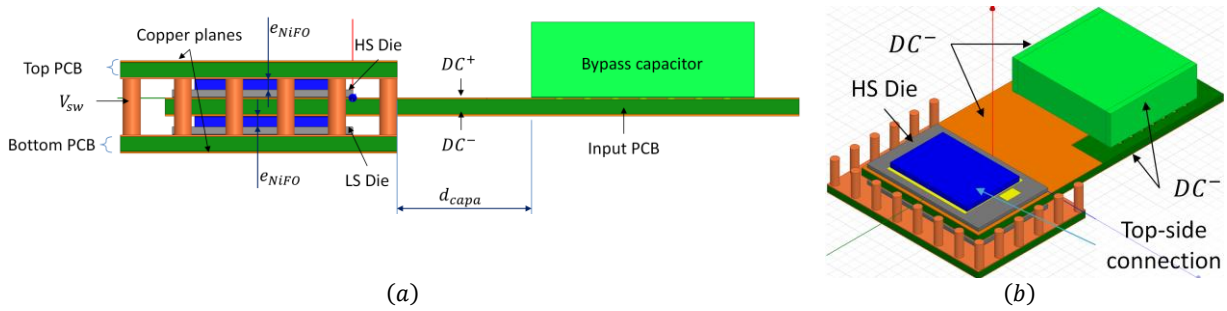 Copper planes
e_NiFO
HS Die
Top PCB
V_sw
Bottom PCB
DC⁺
DC⁻
Bypass capacitor
Input PCB
LS Die
e_NiFO
d_capa
(a)
DC⁻
HS Die
DC⁻
Top-side
connection
(b)